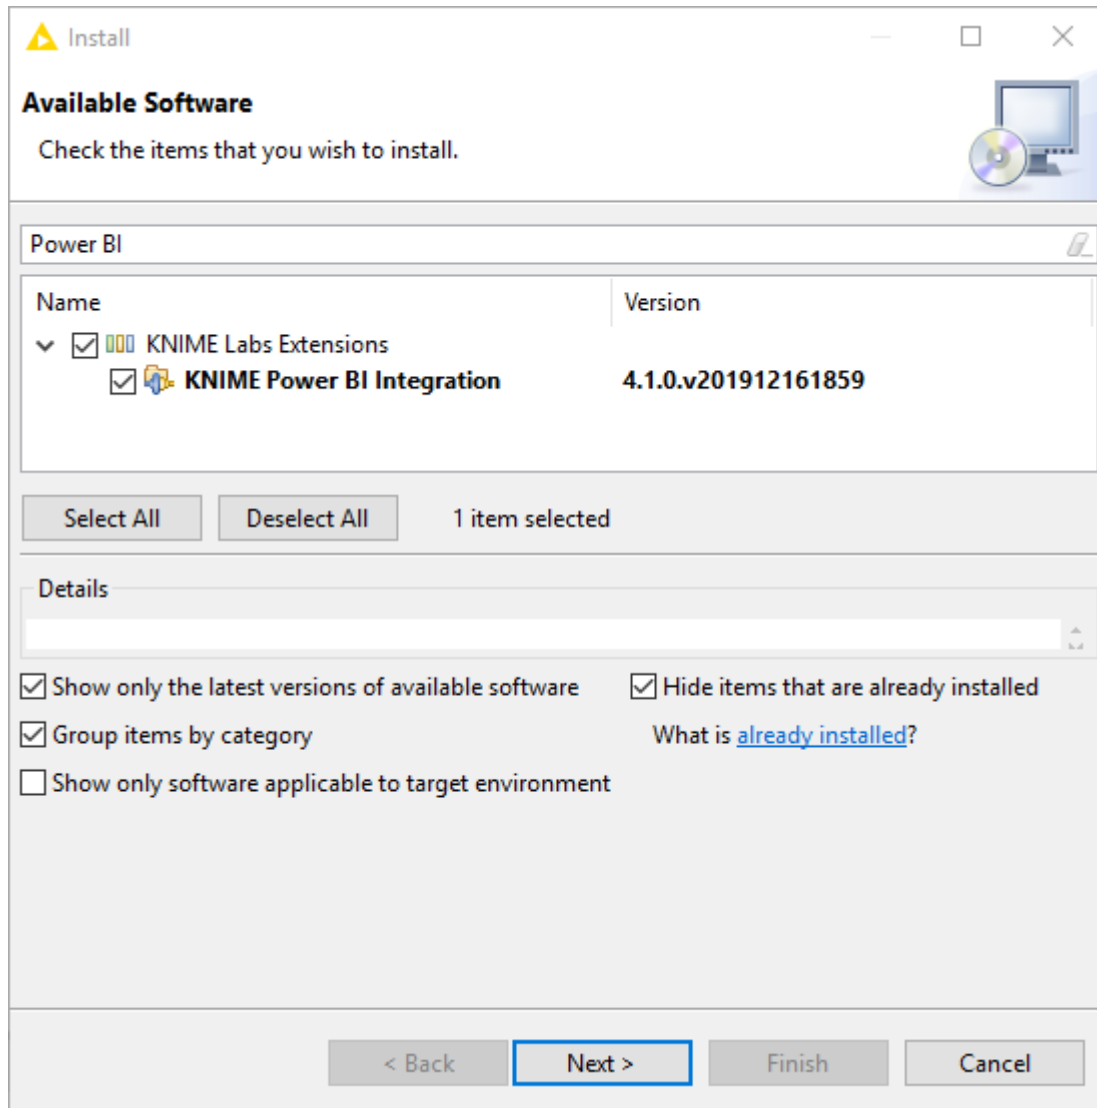 Install
Available Software
Check the items that you wish to install.
Power BI
Name Version
KNIME Labs Extensions
KNIME Power BI Integration 4.1.0.v201912161859
Select All Deselect All 1 item selected
Details
Show only the latest versions of available software Hide items that are already installed
Group items by category What is already installed?
Show only software applicable to target environment
< Back Next > Finish Cancel